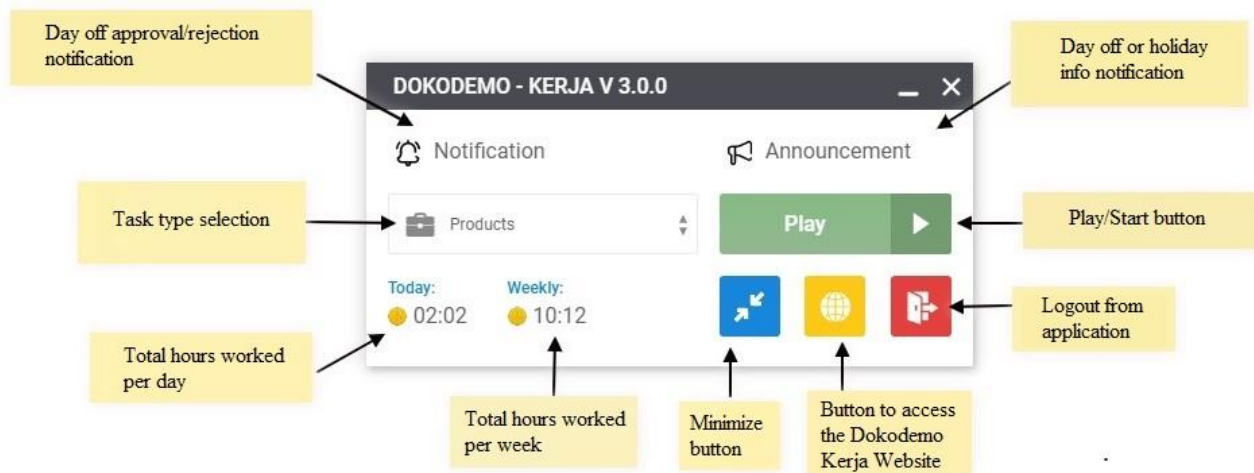 Day off approval/rejection
notification
Day off or holiday
info notification
DOKODEMO - KERJA V 3.0.0
Notification
Announcement
Task type selection
Products
Play
Play/Start button
Today:
Weekly:
02:02
10:12
Logout from
application
Total hours worked
per day
Total hours worked
per week
Minimize
button
Button to access
the Dokodemo
Kerja Website
.